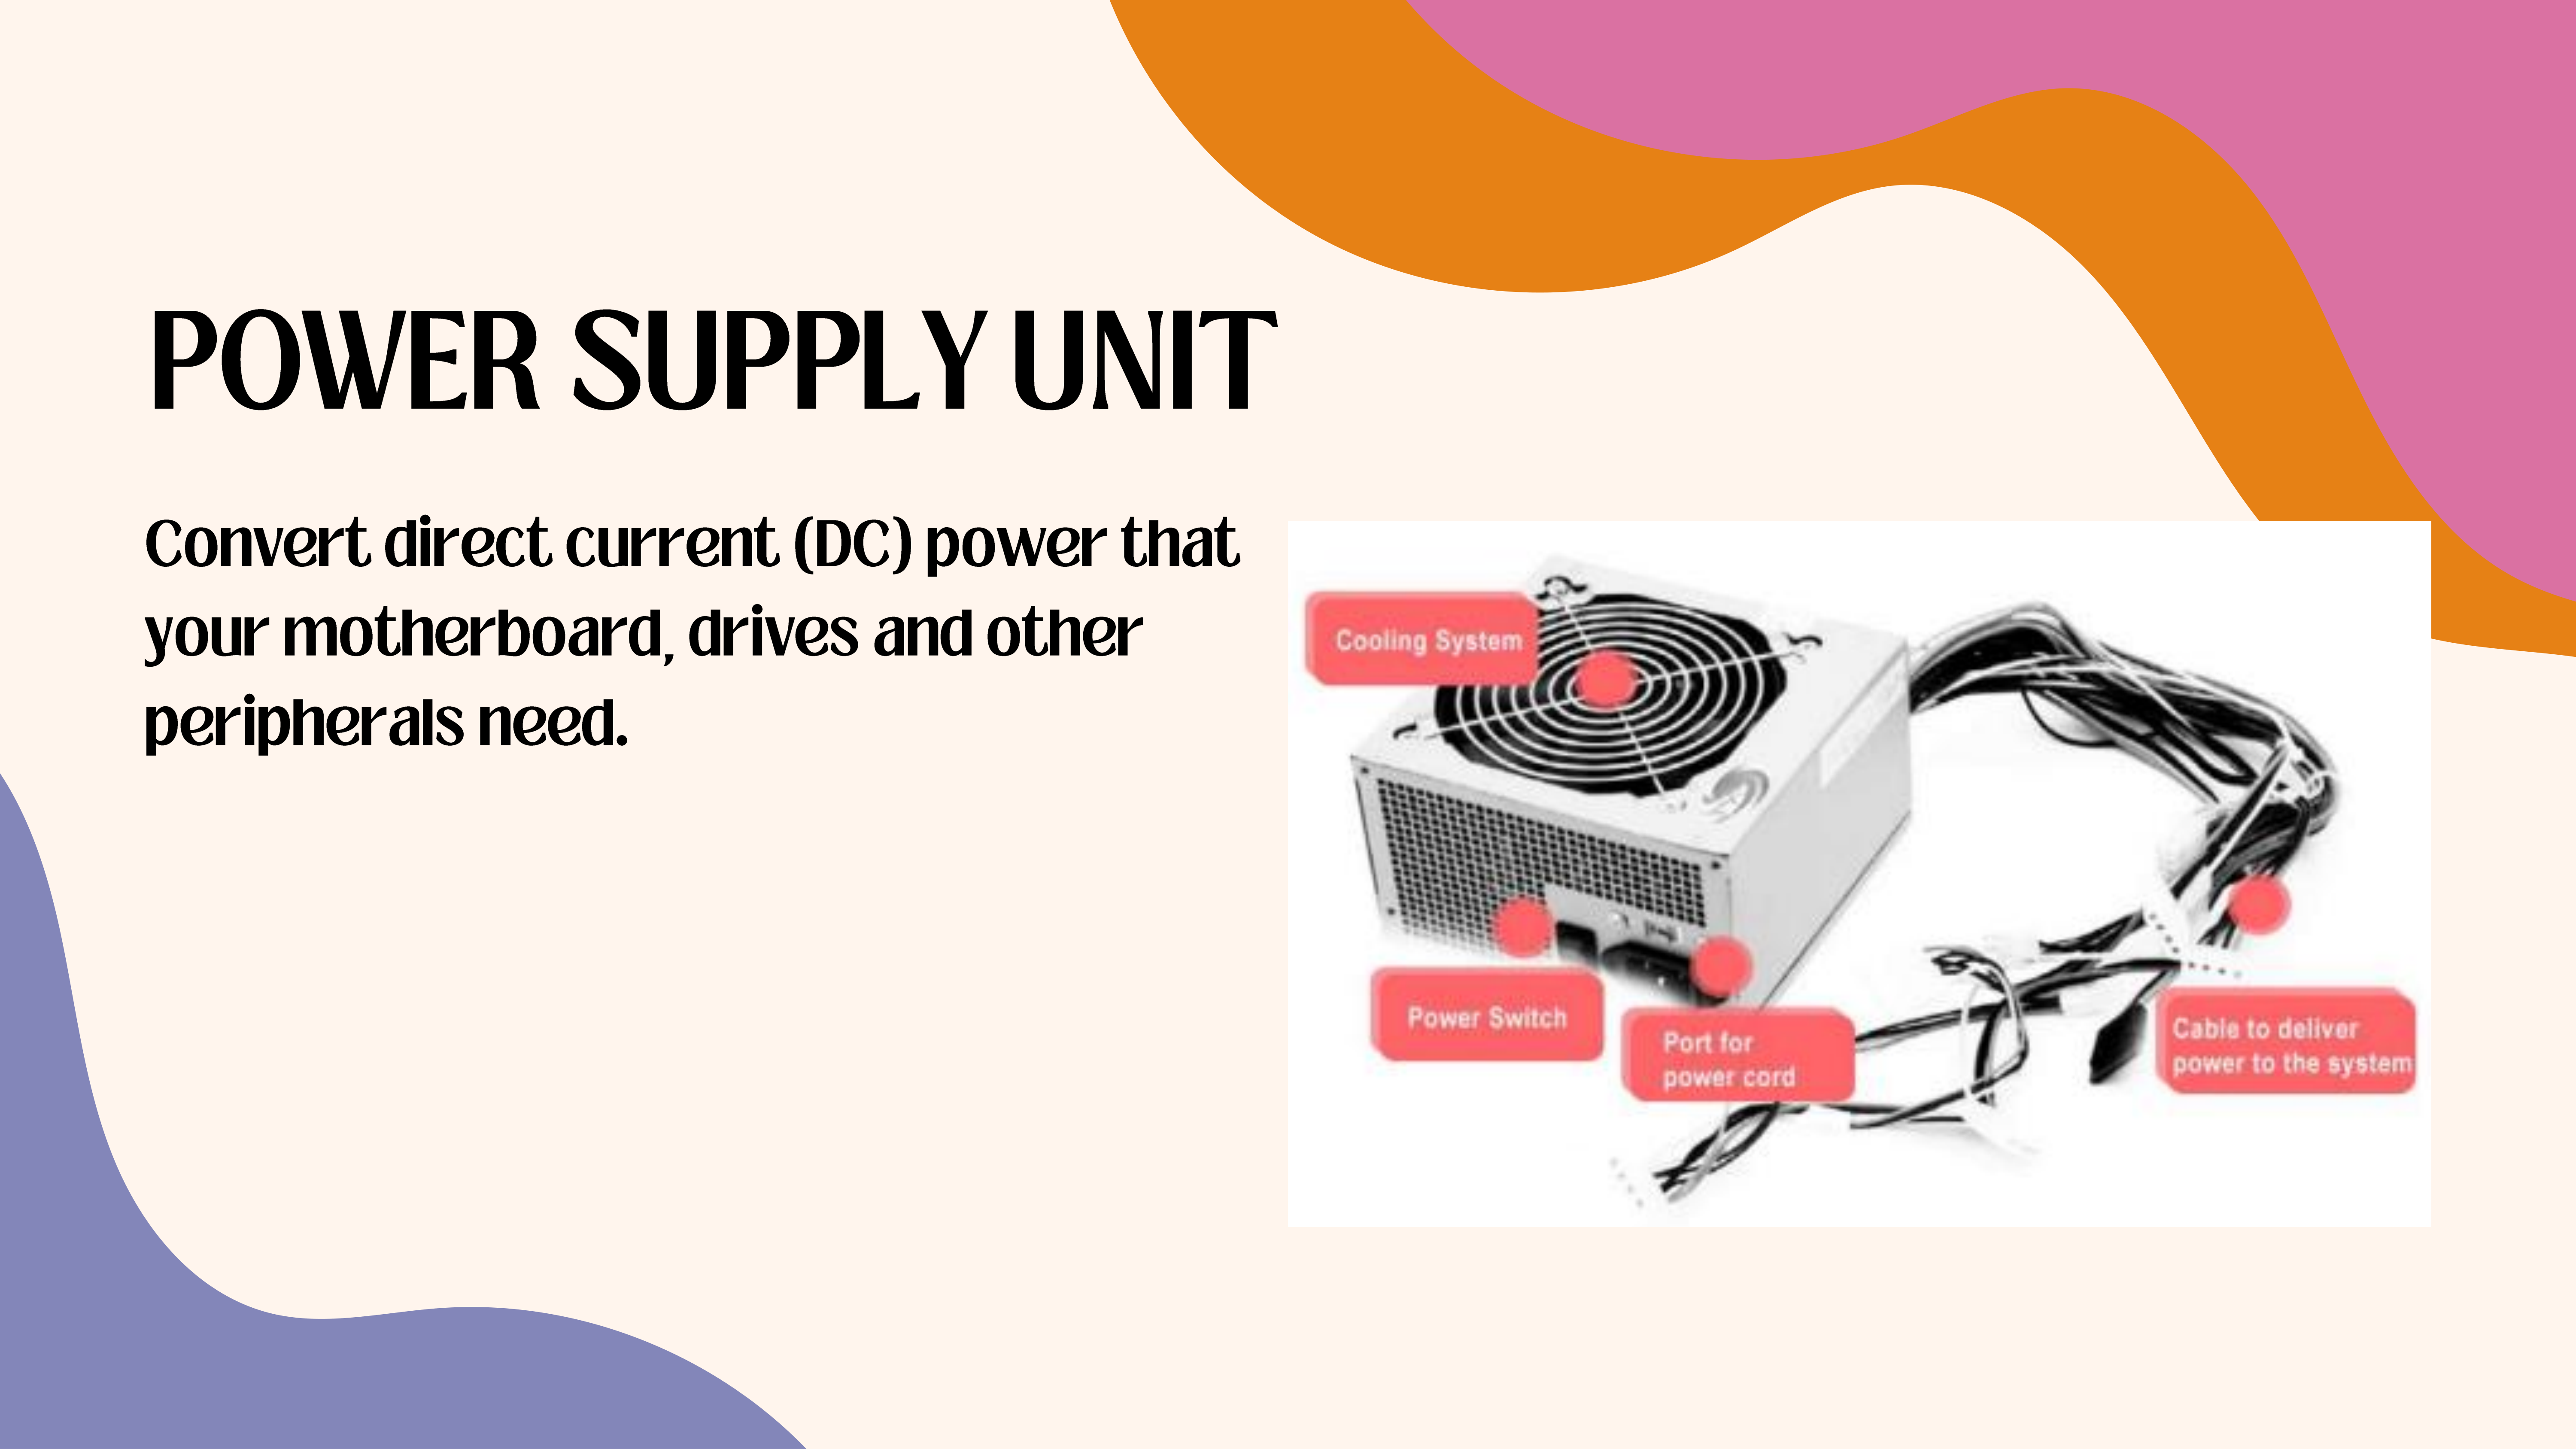 POWER SUPPLY UNIT
Convert direct current (DC) power that
your motherboard, drives and other
peripherals need.
Cooling System
Power Switch
Port for
power cord
Cable to deliver
power to the system